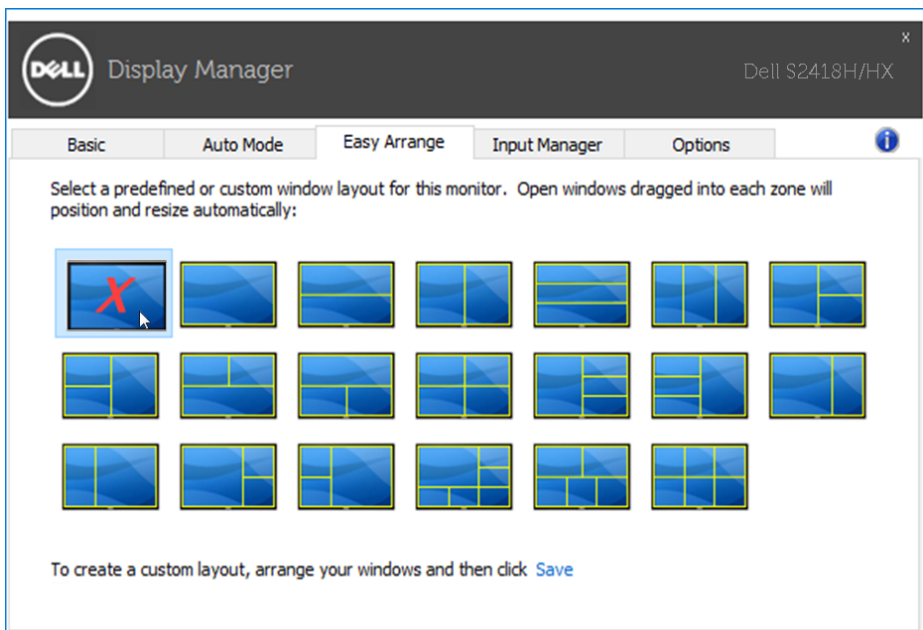 x
DELL Display Manager
Dell S2418H/HX
Basic Auto Mode Easy Arrange Input Manager Options i
Select a predefined or custom window layout for this monitor. Open windows dragged into each zone will
position and resize automatically:
X
To create a custom layout, arrange your windows and then click Save